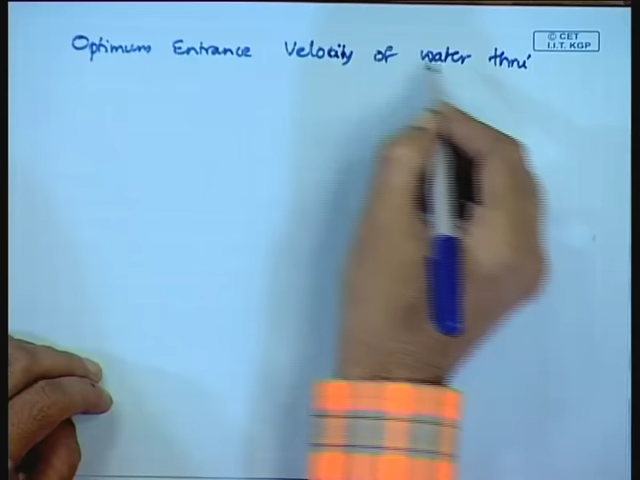 Optimum Entrance Velocity of water thru'
© CET
I.I.T. KGP